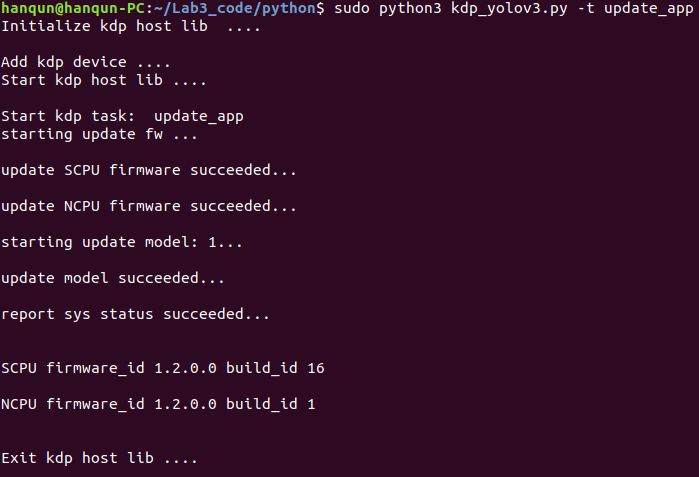 hanqun@hanqun-PC:~/Lab3_code/python$ sudo python3 kdp_yolov3.py -t update_app
Initialize kdp host lib  ....
Add kdp device ....
Start kdp host lib ....
Start kdp task:  update_app
starting update fw ...
update SCPU firmware succeeded...
update NCPU firmware succeeded...
starting update model: 1...
update model succeeded...
report sys status succeeded...
SCPU firmware_id 1.2.0.0 build_id 16
NCPU firmware_id 1.2.0.0 build_id 1
Exit kdp host lib ....